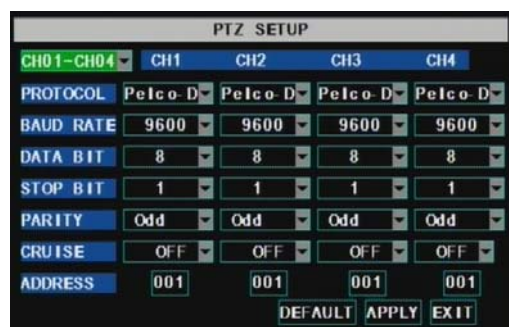 PTZ SETUP
CH01-CH04 CH1 CH2 CH3 CH4
PROTOCOL Pelco-D Pelco-D Pelco-D Pelco-D
BAUD RATE 9600 9600 9600 9600
DATA BIT 8 8 8 8
STOP BIT 1 1 1 1
PARITY Odd Odd Odd Odd
CRUISE OFF OFF OFF OFF
ADDRESS 001 001 001 001
DEFAULT APPLY EXIT